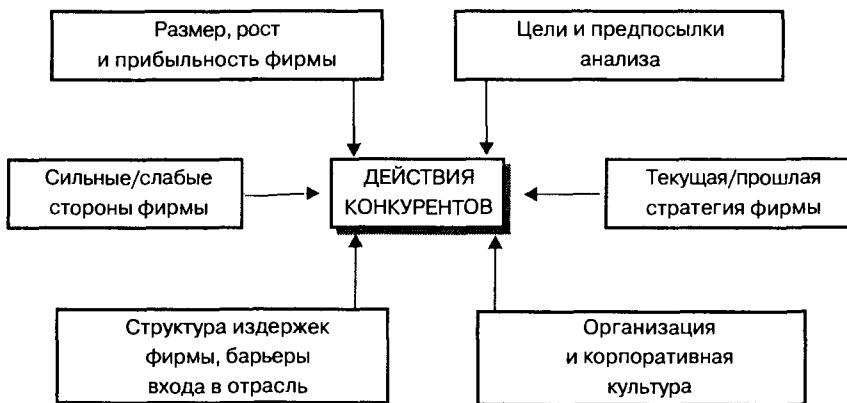 Размер, рост
и прибыльность фирмы
Цели и предпосылки
анализа
Сильные/слабые
стороны фирмы
ДЕЙСТВИЯ
КОНКУРЕНТОВ
Текущая/прошлая
стратегия фирмы
Структура издержек
фирмы, барьеры
входа в отрасль
Организация
и корпоративная
культура